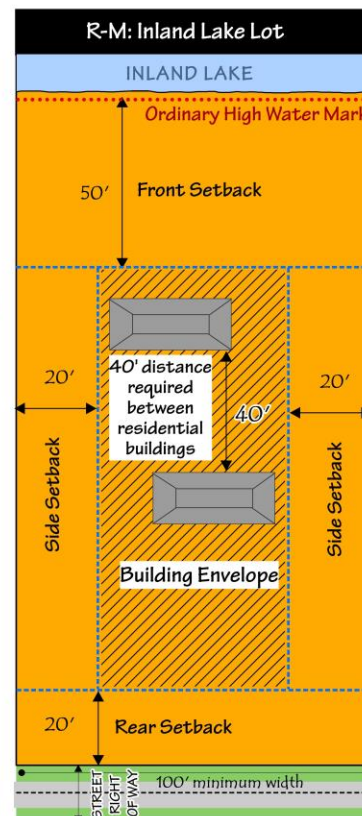 R-M: Inland Lake Lot
INLAND LAKE
Ordinary High Water Mark
50′ Front Setback
20′
40' distance
required
between
residential
buildings
40′
20′
Side Setback
Side Setback
Building Envelope
20′ Rear Setback
100′ minimum width
STREET
RIGHT
OF WAY